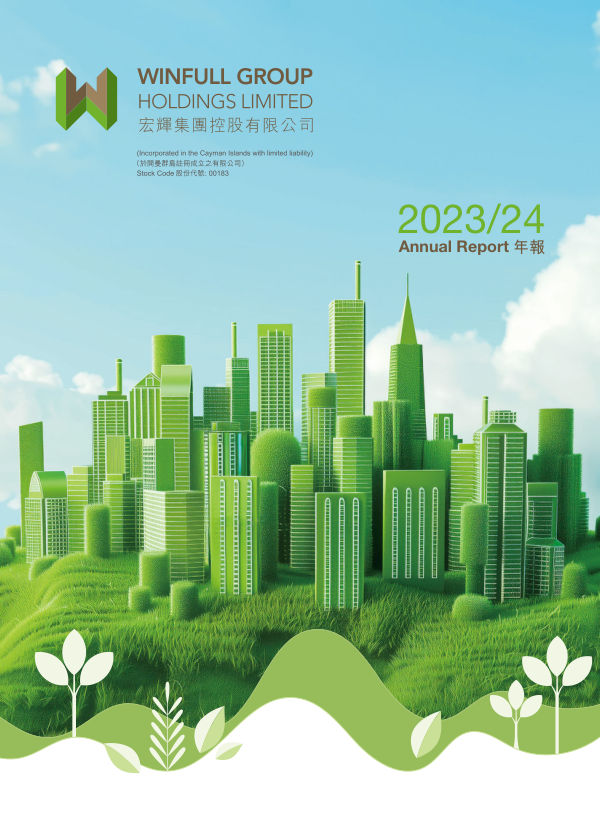 WINFULL GROUP
HOLDINGS LIMITED
宏輝集團控股有限公司
(Incorporated in the Cayman Islands with limited liability)
(於開曼群島註冊成立之有限公司)
Stock Code 股份代號: 00183
2023/24
Annual Report 年報